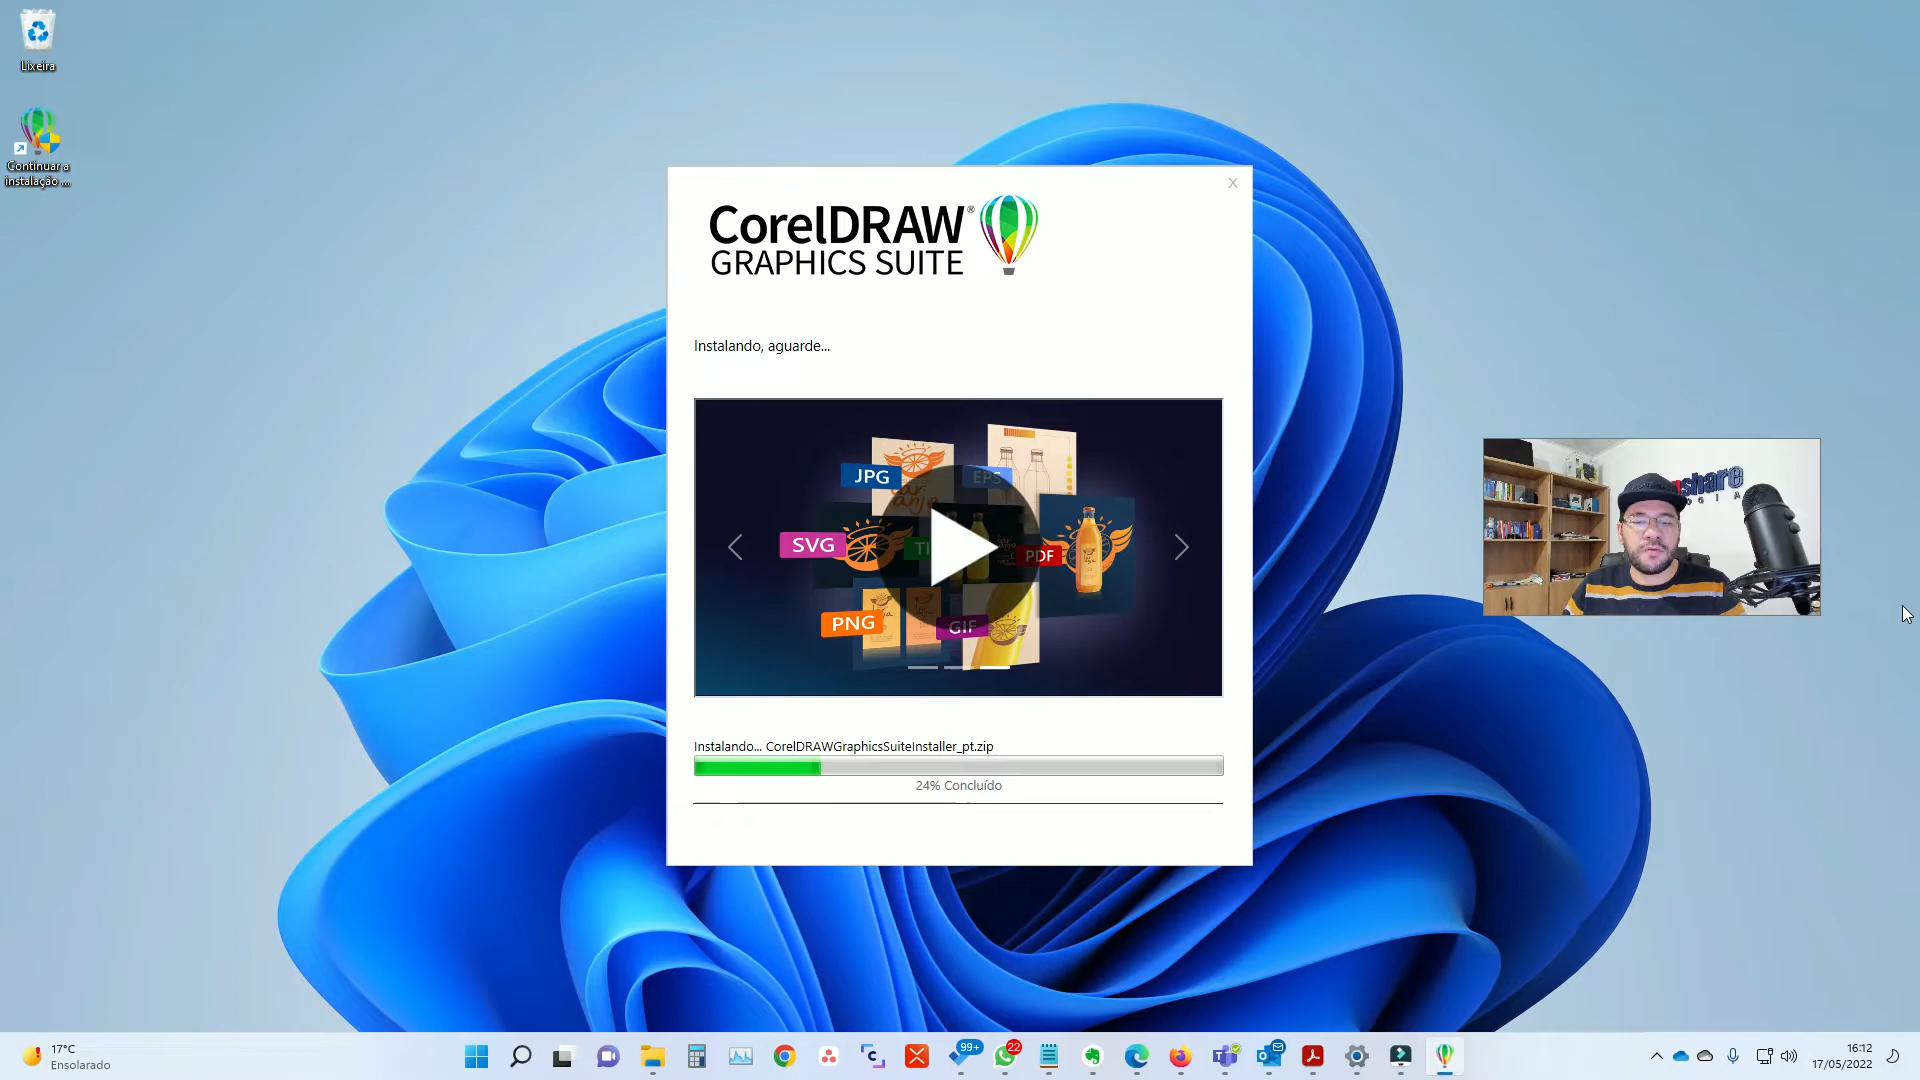 Lixeira
Continuar a
instalação ...
X
CorelDRAW®
GRAPHICS SUITE
Instalando, aguarde...
JPG
EPS
SVG
PDF
PNG
GIF
share
Instalando... CorelDRAWGraphicsSuiteInstaller_pt.zip
24% Concluído
17°C
Ensolarado
99+
22
16:12
17/05/2022